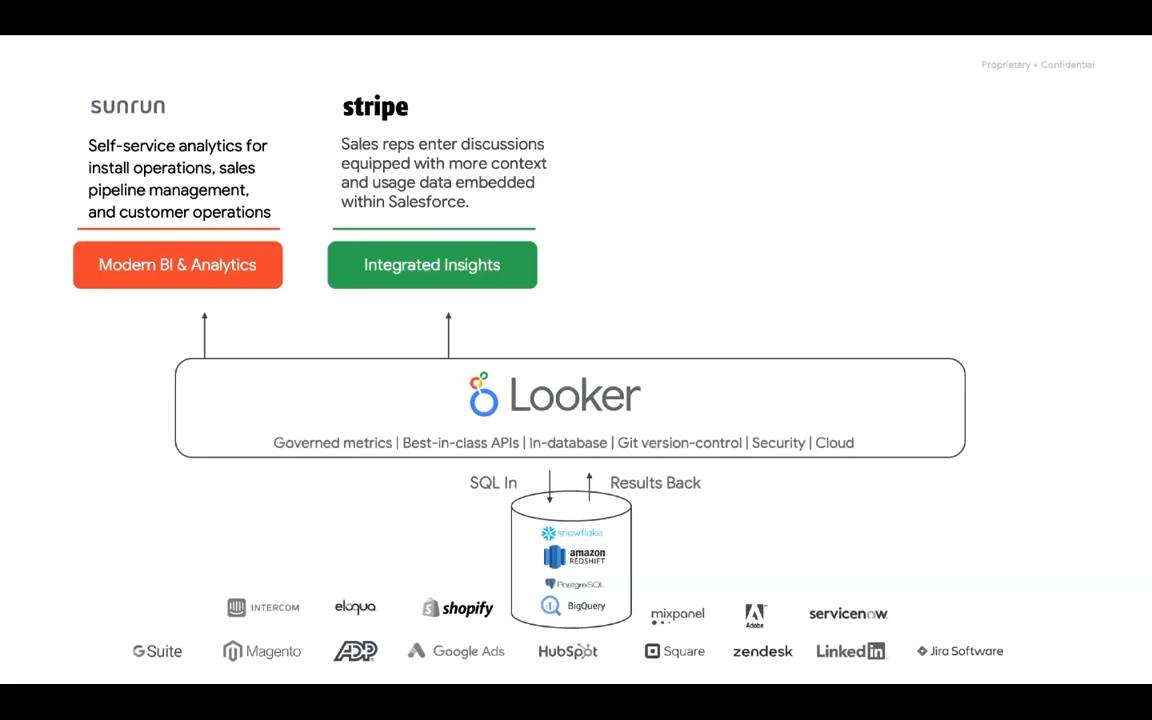 Proprietary + Confidential
sunrun
stripe
Self-service analytics for
install operations, sales
pipeline management,
and customer operations
Sales reps enter discussions
equipped with more context
and usage data embedded
within Salesforce.
Modern BI & Analytics
Integrated Insights
Looker
Governed metrics | Best-in-class APIs | In-database | Git version-control | Security | Cloud
SQL In
Results Back
snowflake
amazon
REDSHIFT
PostgreSQL
BigQuery
INTERCOM
eloqua
shopify
mixpanel
Adobe
servicenow
G Suite
Magento
ADP
Google Ads
HubSpot
Square
zendesk
LinkedIn
Jira Software